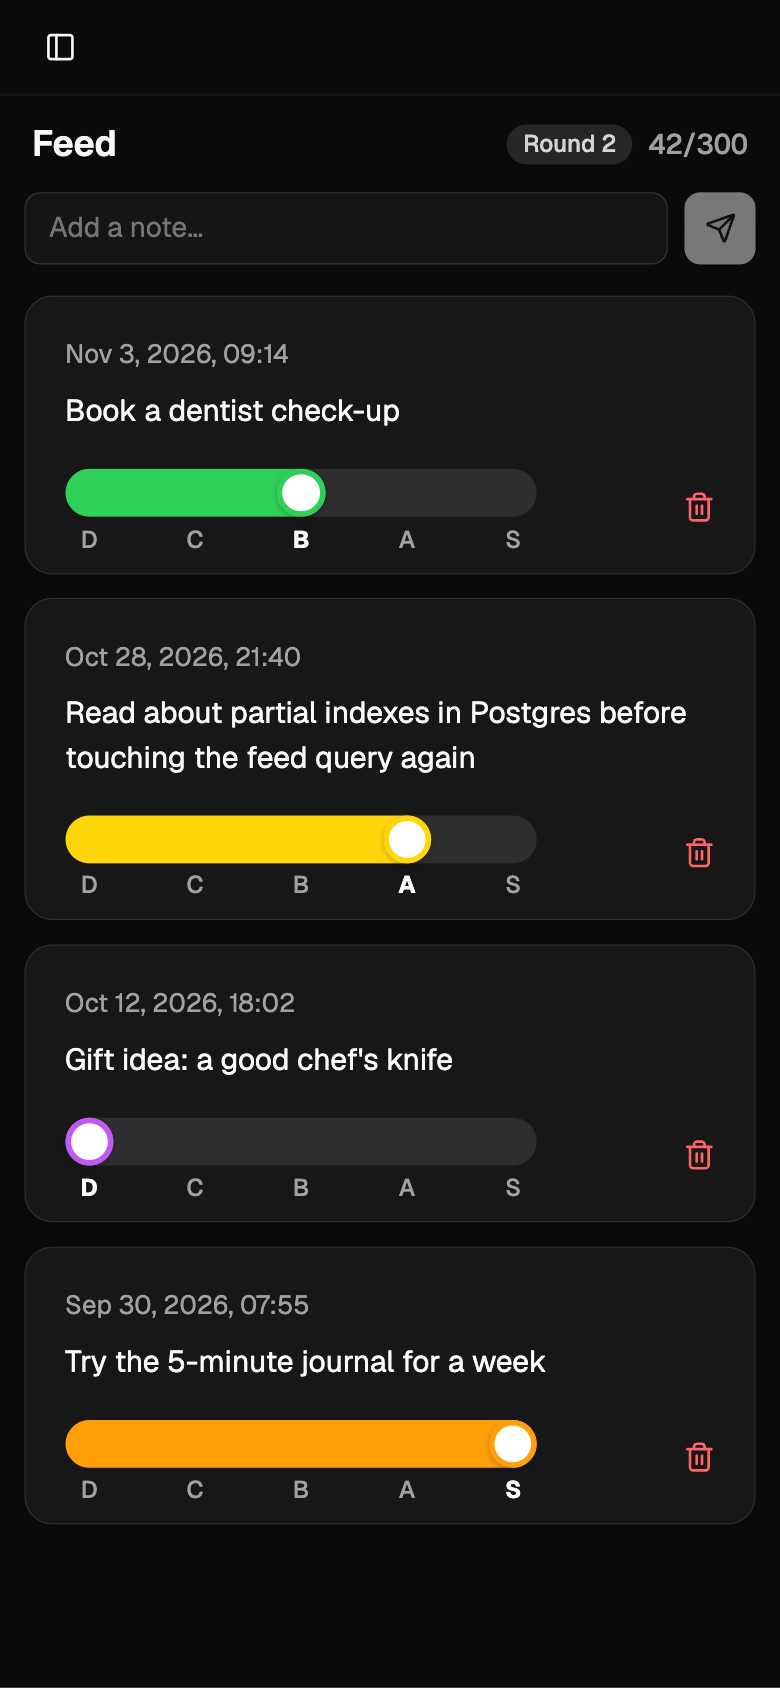 Feed
Round 2
42/300
Add a note...
Nov 3, 2026, 09:14
Book a dentist check-up
D C B A S
Oct 28, 2026, 21:40
Read about partial indexes in Postgres before
touching the feed query again
D C B A S
Oct 12, 2026, 18:02
Gift idea: a good chef's knife
D C B A S
Sep 30, 2026, 07:55
Try the 5-minute journal for a week
D C B A S